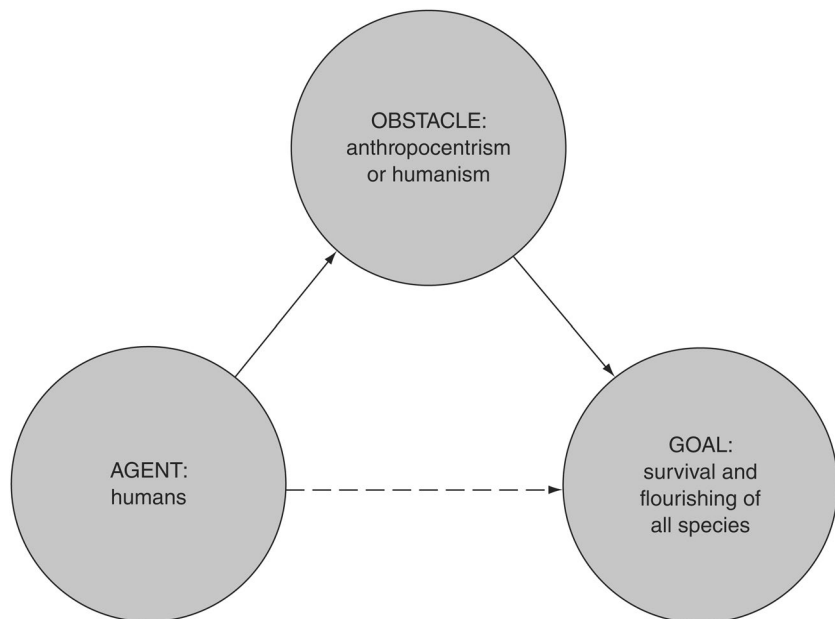 OBSTACLE:
anthropocentrism
or humanism
AGENT:
humans
GOAL:
survival and
flourishing of
all species